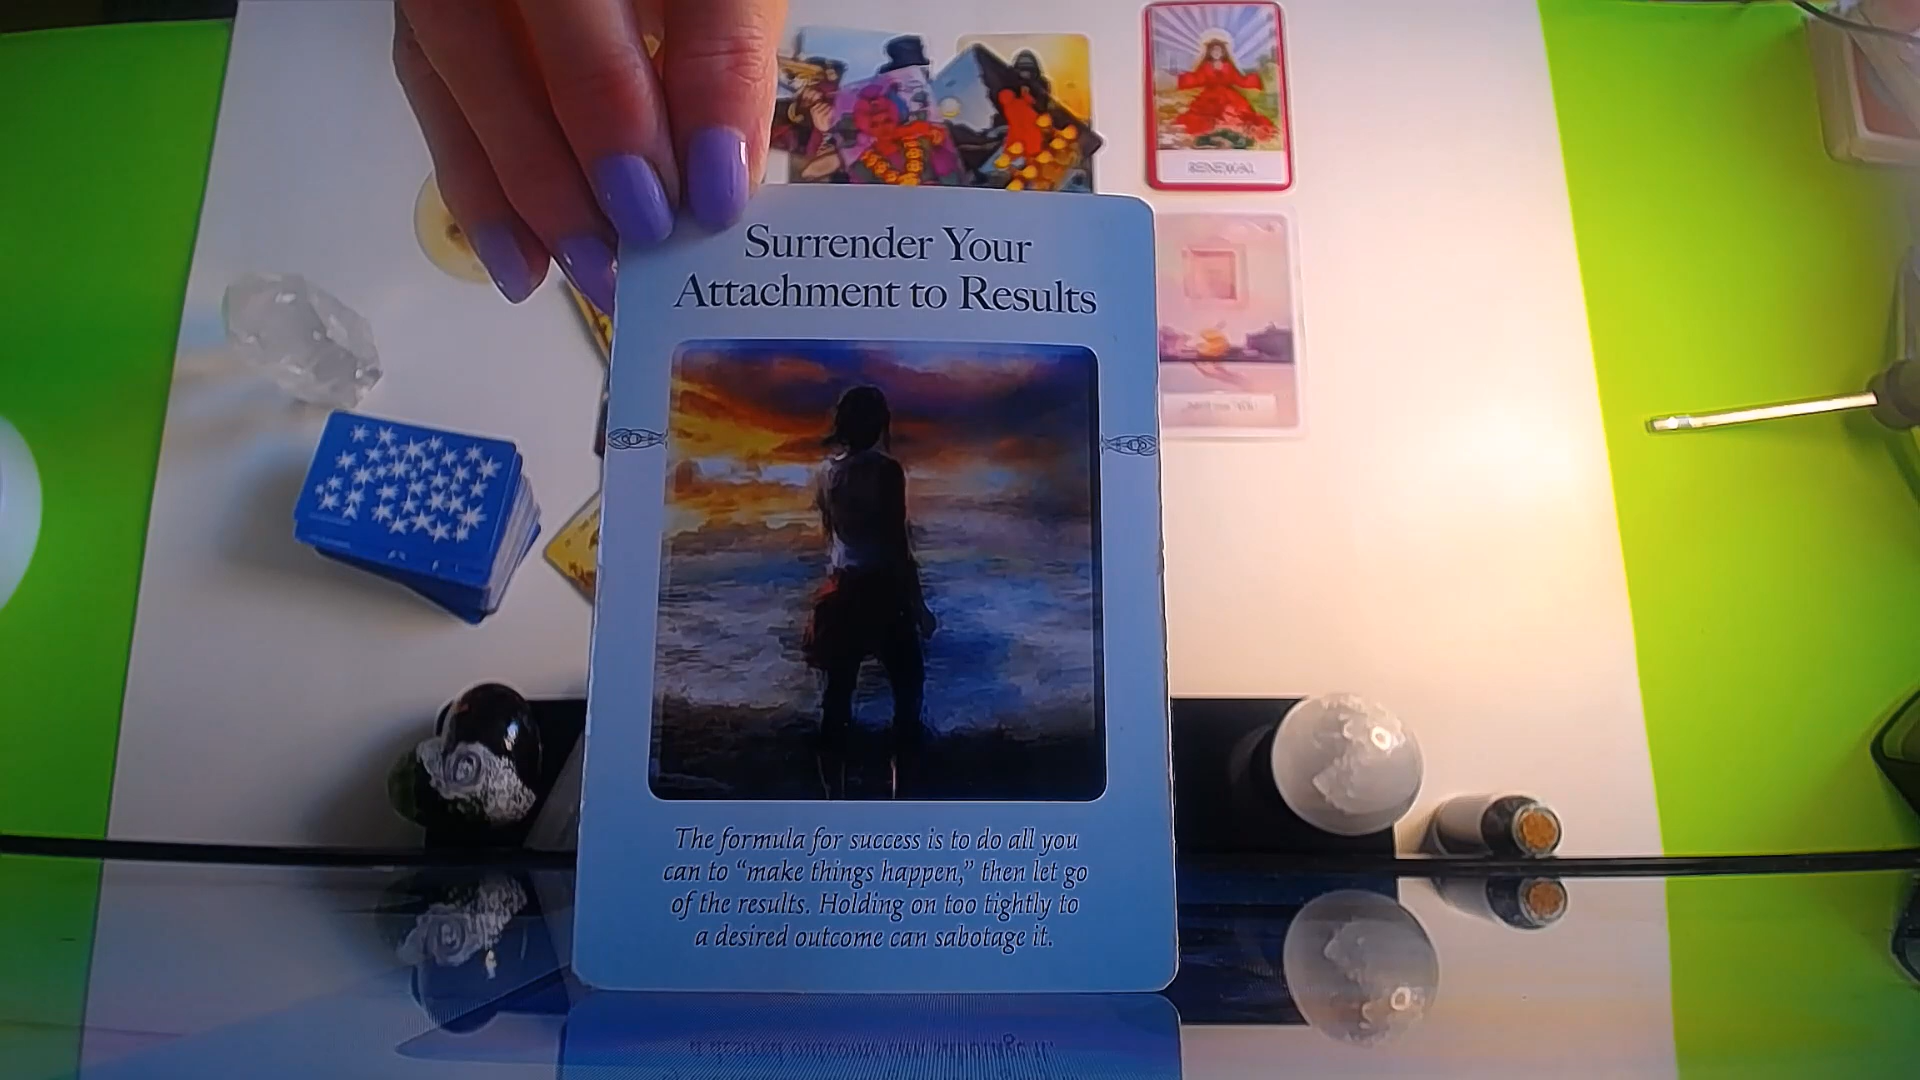 RENEWAL
Surrender Your
Attachment to Results
The formula for success is to do all you
can to “make things happen,” then let go
of the results. Holding on too tightly to
a desired outcome can sabotage it.